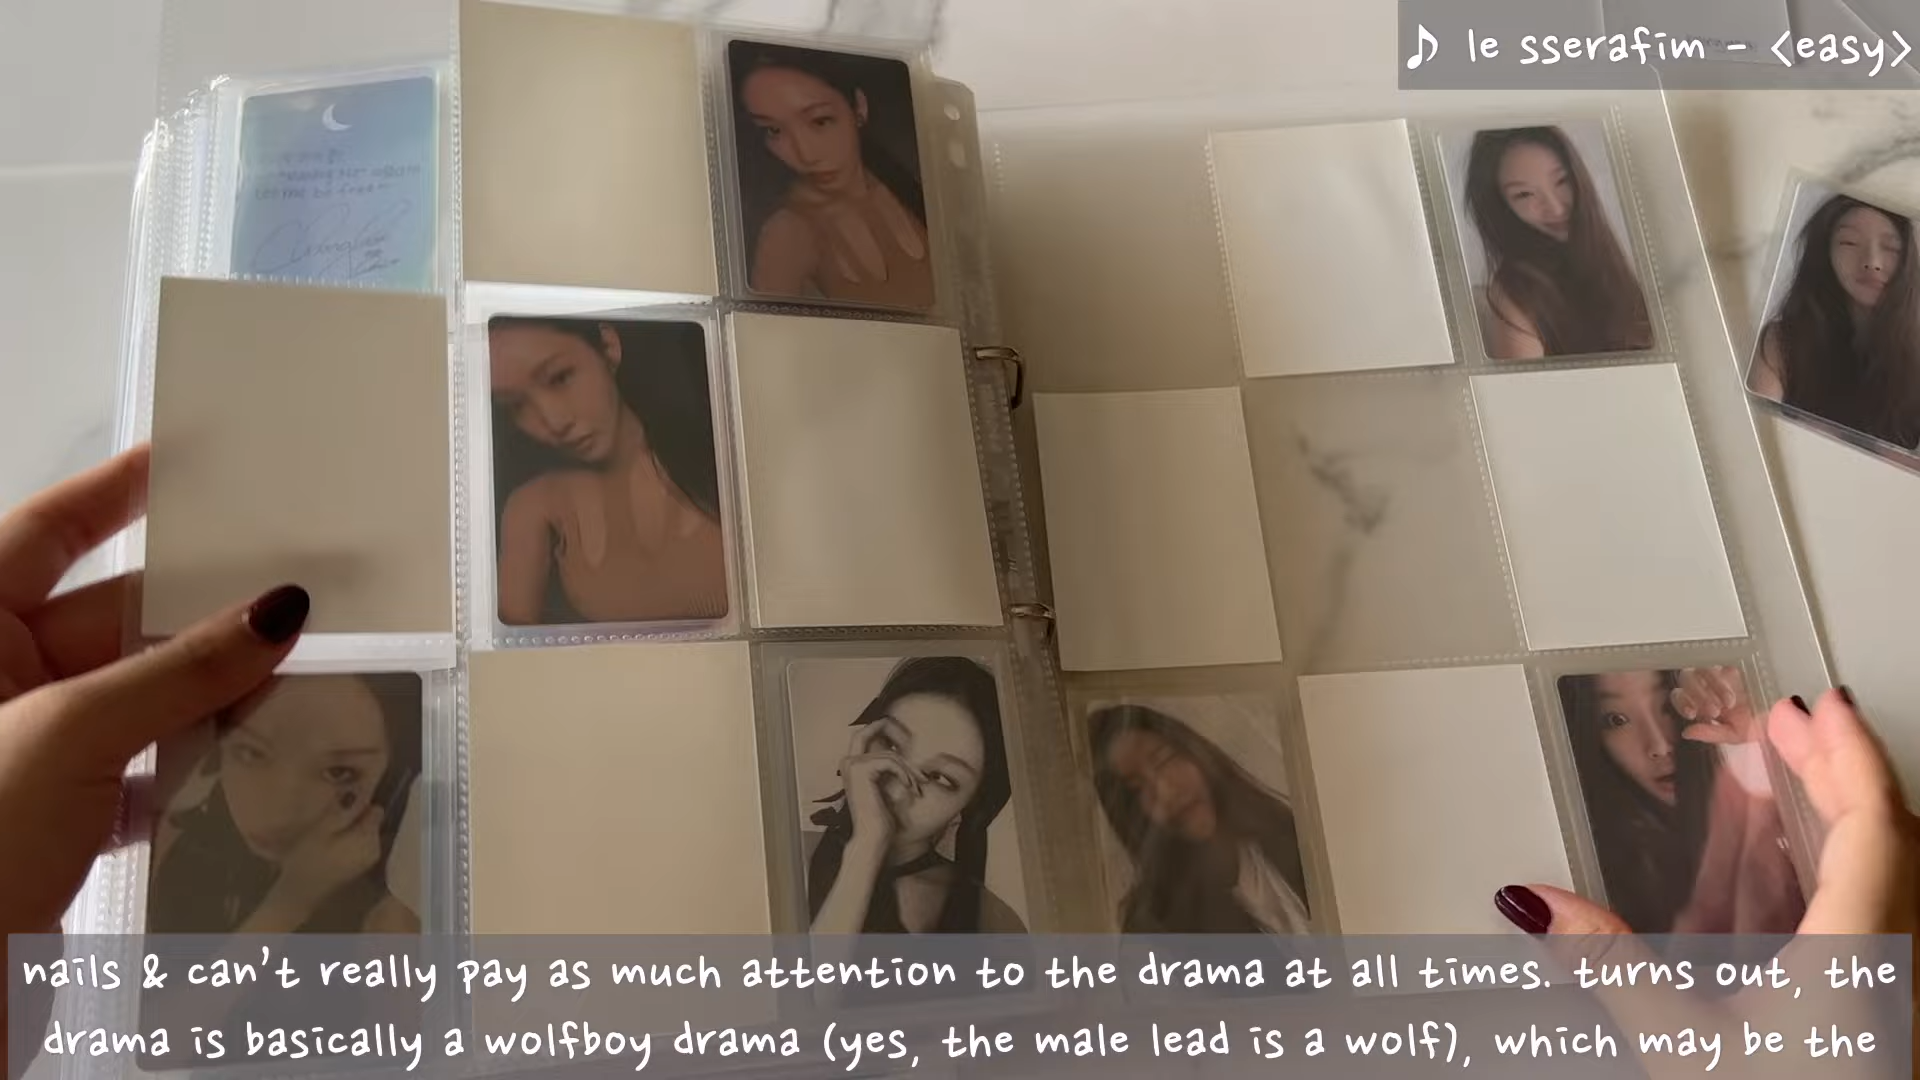 ♪ le sserafim - <easy>
nails & can't really pay as much attention to the drama at all times. turns out, the
drama is basically a wolfboy drama (yes, the male lead is a wolf), which may be the